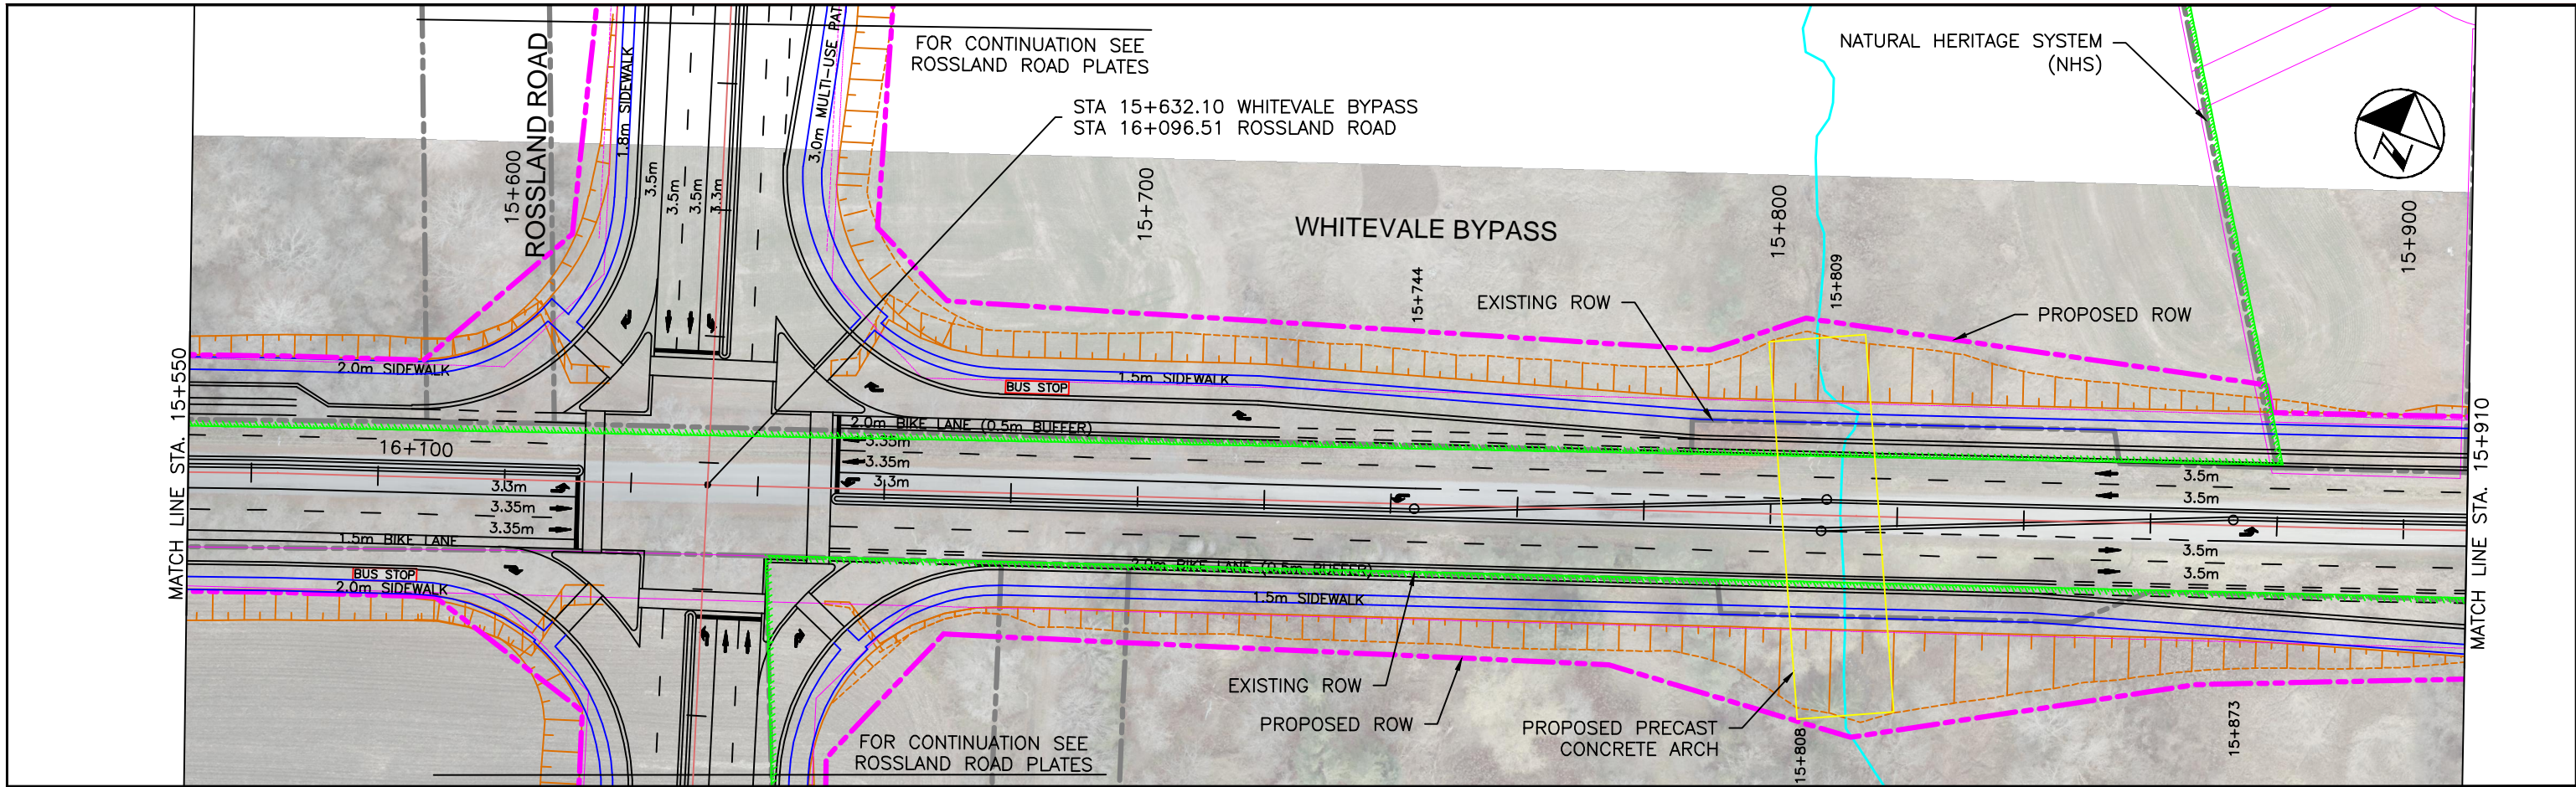 FOR CONTINUATION SEE
ROSSLAND ROAD PLATES
NATURAL HERITAGE SYSTEM
(NHS)
STA 15+632.10 WHITEVALE BYPASS
STA 16+096.51 ROSSLAND ROAD
ROSSLAND ROAD
1.8m SIDEWALK
3.0m MULTI-USE PAT
3.5m
3.5m
3.5m
3.3m
N
15+600
15+700
15+800
15+900
WHITEVALE BYPASS
15+744
15+809
EXISTING ROW
PROPOSED ROW
MATCH LINE STA. 15+550
2.0m SIDEWALK
BUS STOP
1.5m SIDEWALK
2.0m BIKE LANE (0.5m BUFFER)
16+100
3.35m
3.35m
3.3m
3.3m
3.35m
3.35m
3.5m
3.5m
3.5m
3.5m
1.5m BIKE LANE
BUS STOP
2.0m SIDEWALK
2.0m BIKE LANE (0.5m BUFFER)
1.5m SIDEWALK
MATCH LINE STA. 15+910
EXISTING ROW
PROPOSED ROW
PROPOSED PRECAST
CONCRETE ARCH
15+808
15+873
FOR CONTINUATION SEE
ROSSLAND ROAD PLATES